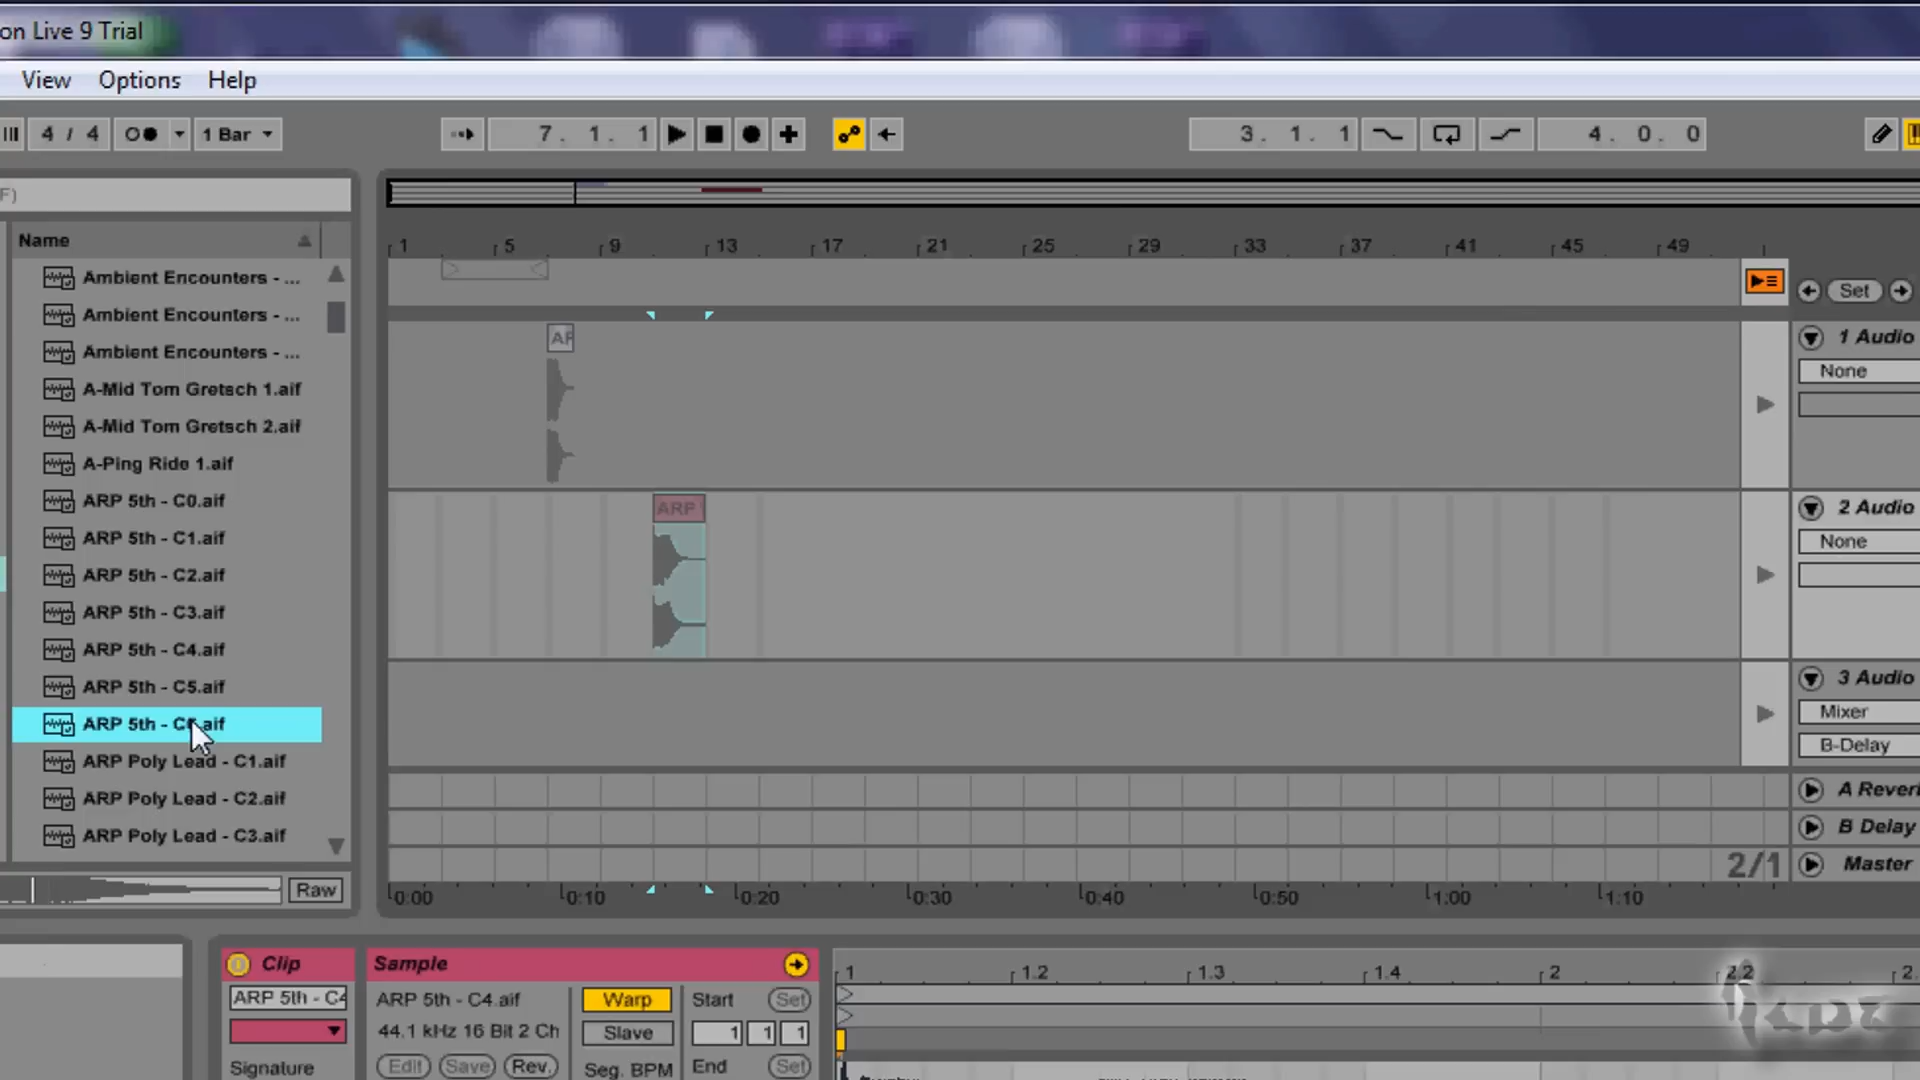 on Live 9 Trial
View Options Help
4 / 4 1 Bar 7. 1. 1 3. 1. 1 4. 0. 0
F)
Name
Ambient Encounters - ...
Ambient Encounters - ...
Ambient Encounters - ...
A-Mid Tom Gretsch 1.aif
A-Mid Tom Gretsch 2.aif
A-Ping Ride 1.aif
ARP 5th - C0.aif
ARP 5th - C1.aif
ARP 5th - C2.aif
ARP 5th - C3.aif
ARP 5th - C4.aif
ARP 5th - C5.aif
ARP 5th - C6.aif
ARP Poly Lead - C1.aif
ARP Poly Lead - C2.aif
ARP Poly Lead - C3.aif
Raw
1 5 9 13 17 21 25 29 33 37 41 45 49
Set
AR
1 Audio
None
ARP
2 Audio
None
3 Audio
Mixer
B-Delay
A Rever
B Delay
2/1 Master
0:00 0:10 0:20 0:30 0:40 0:50 1:00 1:10
Clip
ARP 5th - C4
Signature
Sample
ARP 5th - C4.aif
44.1 kHz 16 Bit 2 Ch
Edit Save Rev.
Warp
Slave
Seg. BPM
Start Set
1 1 1
End Set
1 1.2 1.3 1.4 2 2.2 2.